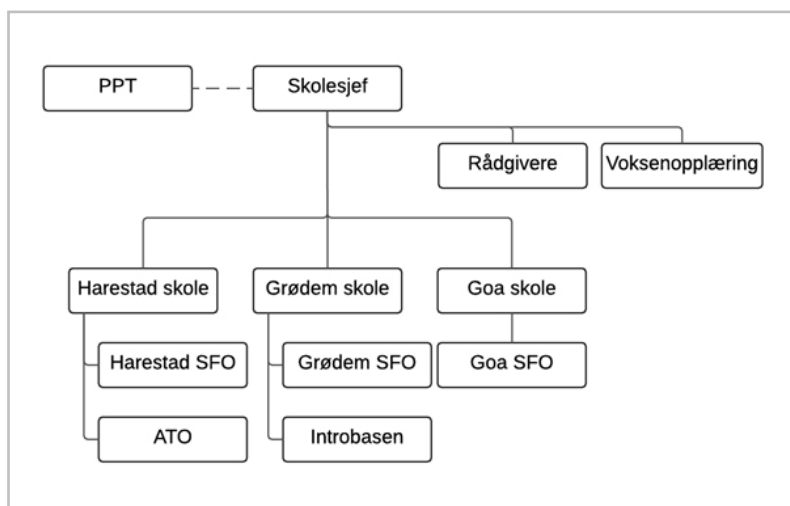 PPT
Skolesjef
Rådgivere
Voksenopplæring
Harestad skole
Grødem skole
Goa skole
Harestad SFO
Grødem SFO
Goa SFO
ATO
Introbasen